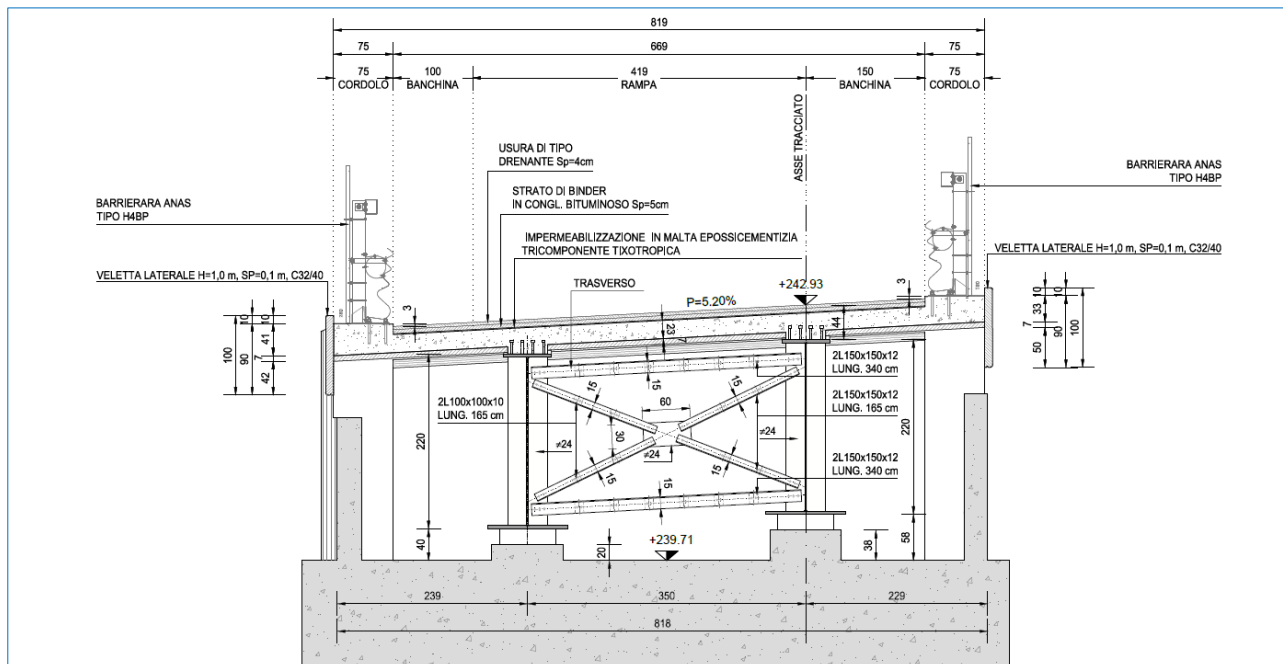 819
75
669
75
75
CORDOLO
100
BANCHINA
419
RAMPA
150
BANCHINA
75
CORDOLO
ASSE TRACCIATO
USURA DI TIPO
DRENANTE Sp=4cm
STRATO DI BINDER
IN CONGL. BITUMINOSO Sp=5cm
IMPERMEABILIZZAZIONE IN MALTA EPOSSICEMENTIZIA
TRICOMPONENTE TIXOTROPICA
TRASVERSO
BARRIERARA ANAS
TIPO H4BP
BARRIERARA ANAS
TIPO H4BP
VELETTA LATERALE H=1,0 m, SP=0,1 m, C32/40
VELETTA LATERALE H=1,0 m, SP=0,1 m, C32/40
+242.93
P=5.20%
3
3
10
10
41
7
42
90
100
23
7
44
10
10
33
7
50
90
100
2L100x100x10
LUNG. 165 cm
2L150x150x12
LUNG. 340 cm
2L150x150x12
LUNG. 165 cm
2L150x150x12
LUNG. 340 cm
15
15
15
60
30
≠24
≠24
≠24
15
15
15
220
220
40
20
+239.71
38
58
239
350
229
818